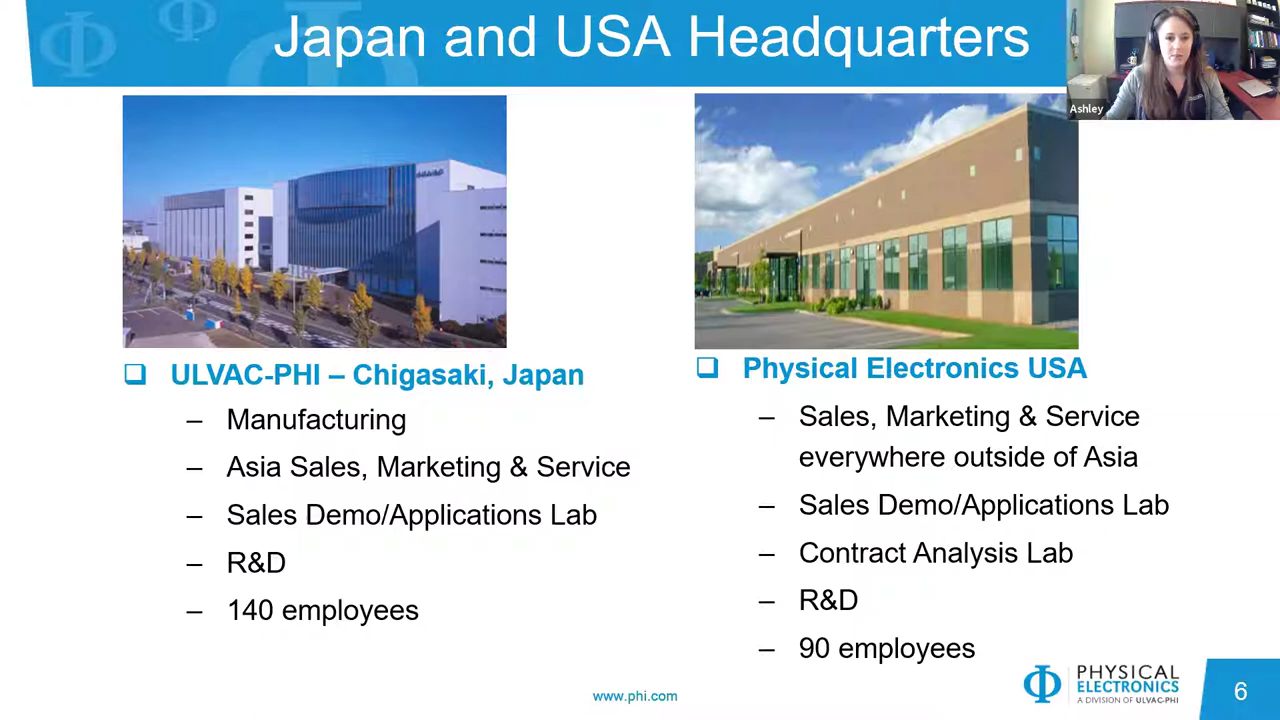 Japan and USA Headquarters
Ashley
❑ ULVAC-PHI – Chigasaki, Japan
– Manufacturing
– Asia Sales, Marketing & Service
– Sales Demo/Applications Lab
– R&D
– 140 employees
❑ Physical Electronics USA
– Sales, Marketing & Service
everywhere outside of Asia
– Sales Demo/Applications Lab
– Contract Analysis Lab
– R&D
– 90 employees
www.phi.com
PHYSICAL
ELECTRONICS
A DIVISION OF ULVAC-PHI
6